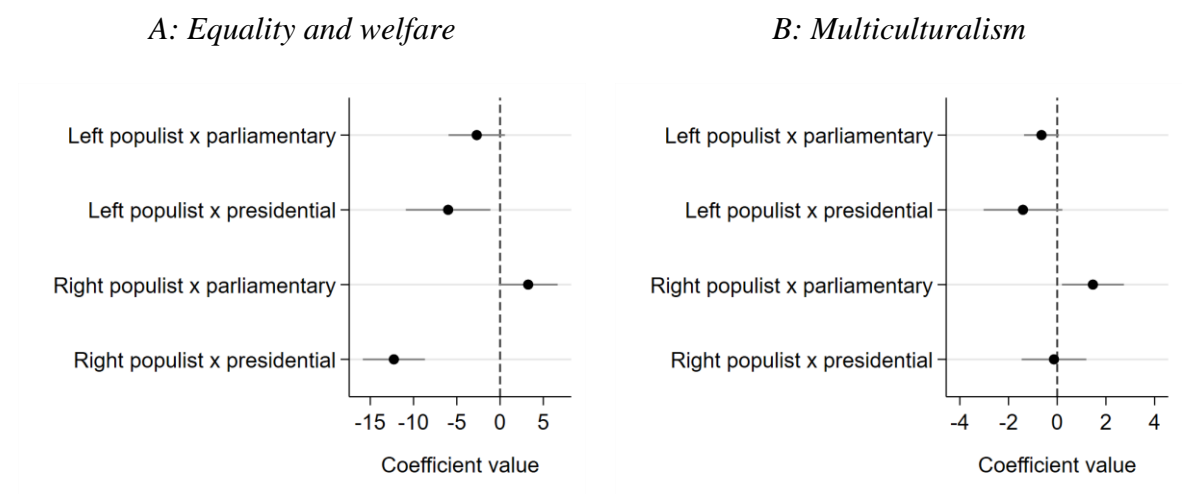 A: Equality and welfare
Left populist x parliamentary
Left populist x presidential
Right populist x parliamentary
Right populist x presidential
-15 -10 -5 0 5
Coefficient value
B: Multiculturalism
Left populist x parliamentary
Left populist x presidential
Right populist x parliamentary
Right populist x presidential
-4 -2 0 2 4
Coefficient value